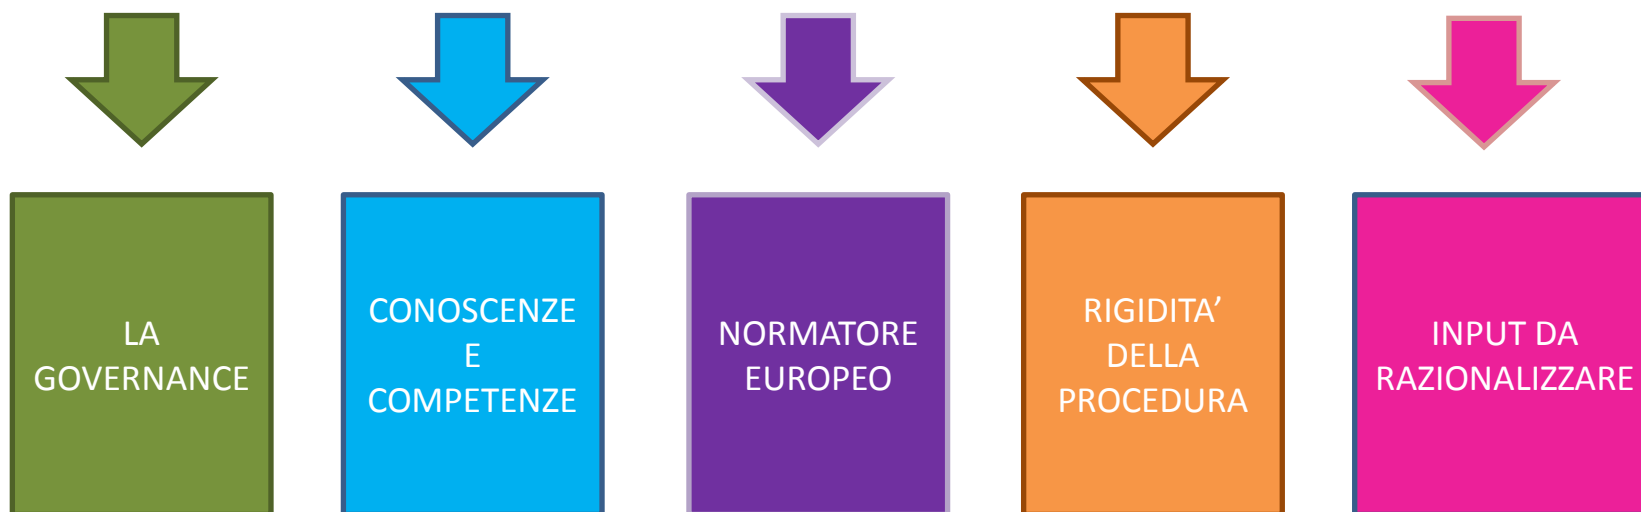 LA
GOVERNANCE
CONOSCENZE
E
COMPETENZE
NORMATORE
EUROPEO
RIGIDITA’
DELLA
PROCEDURA
INPUT DA
RAZIONALIZZARE